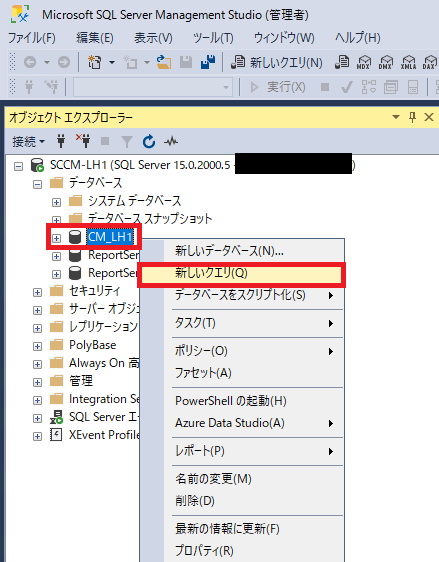 Microsoft SQL Server Management Studio (管理者)
ファイル(F) 編集(E) 表示(V) ツール(T) ウィンドウ(W) ヘルプ(H)
新しいクエリ(N) MDX DMX XMLA DAX
実行(X)
オブジェクト エクスプローラー
接続
SCCM-LH1 (SQL Server 15.0.2000.5 - )
データベース
システム データベース
データベース スナップショット
CM_LH1
ReportSer
ReportSer
セキュリティ
サーバー オブジェ
レプリケーション
PolyBase
Always On 高
管理
Integration Se
SQL Server エー
XEvent Profile
新しいデータベース(N)...
新しいクエリ(Q)
データベースをスクリプト化(S)
タスク(T)
ポリシー(O)
ファセット(A)
PowerShell の起動(H)
Azure Data Studio(A)
レポート(P)
名前の変更(M)
削除(D)
最新の情報に更新(F)
プロパティ(R)